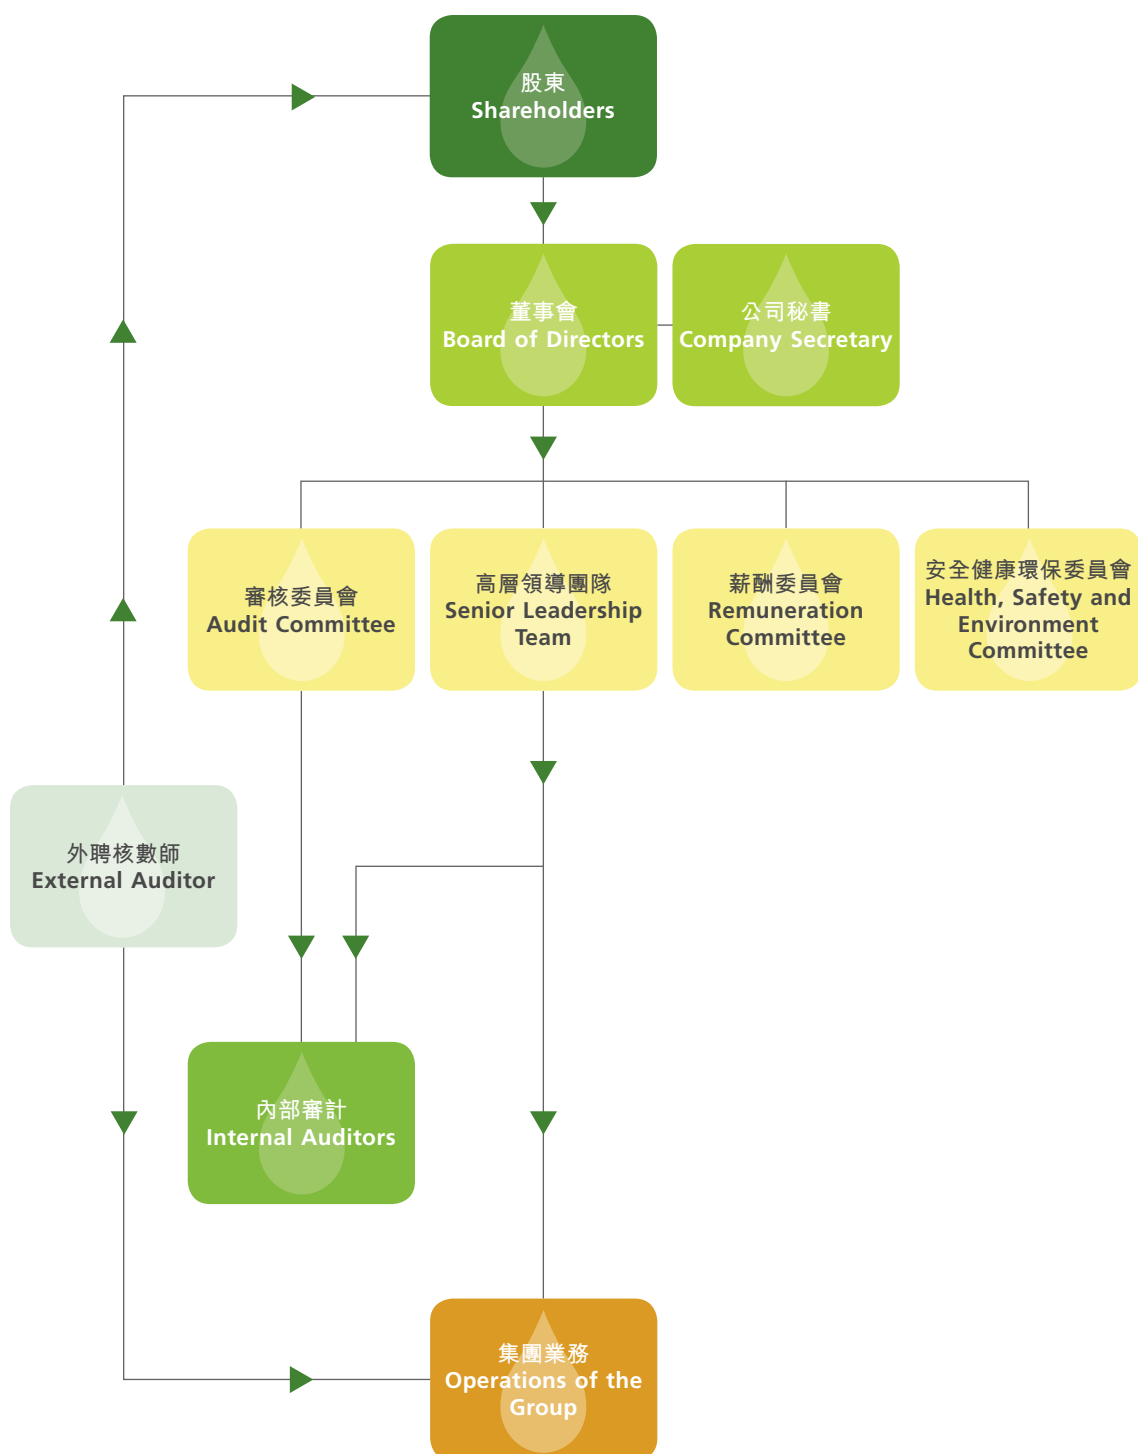 股東
Shareholders
董事會
Board of Directors
公司秘書
Company Secretary
審核委員會
Audit Committee
高層領導團隊
Senior Leadership
Team
薪酬委員會
Remuneration
Committee
安全健康環保委員會
Health, Safety and
Environment
Committee
外聘核數師
External Auditor
內部審計
Internal Auditors
集團業務
Operations of the
Group